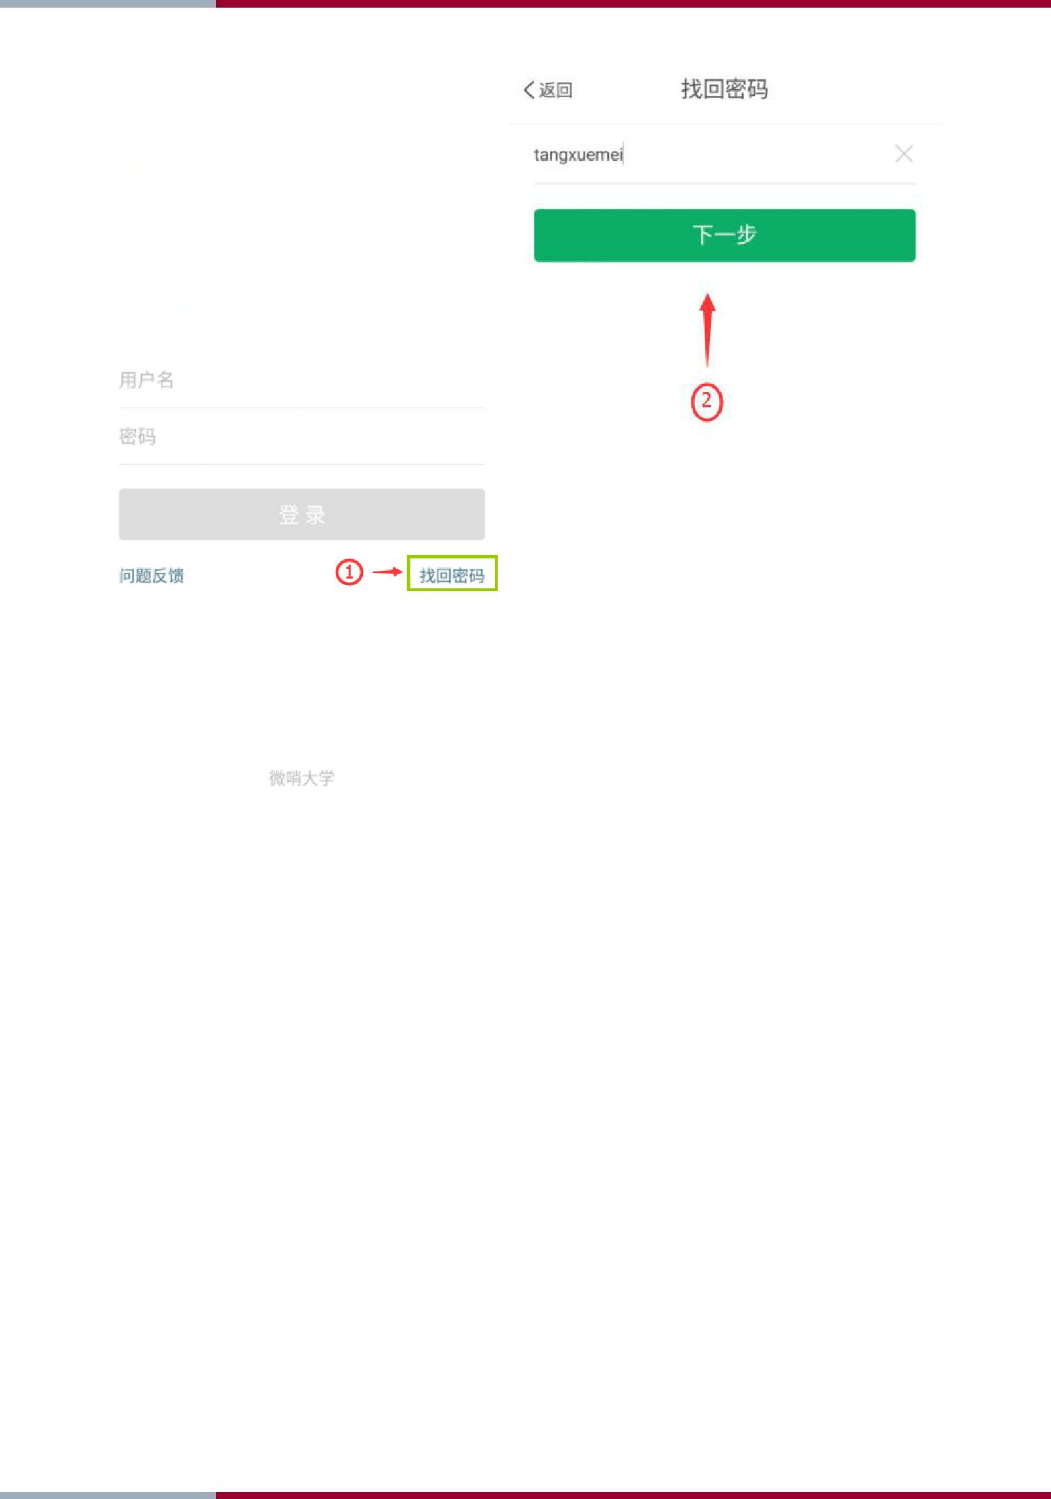 用户名
密码
登 录
问题反馈
1
找回密码
微哨大学
返回
找回密码
tangxuemei
下一步
2